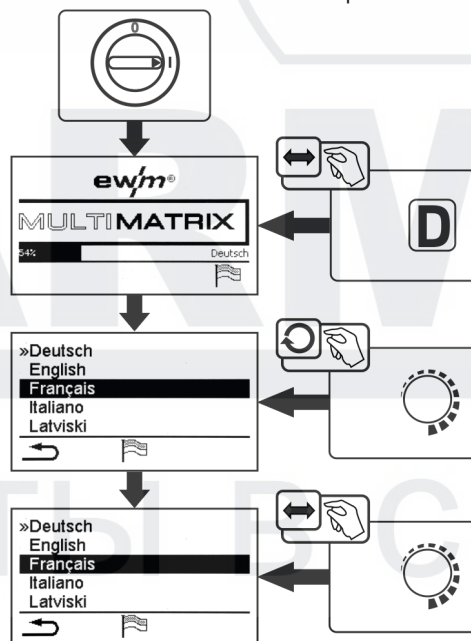 0
I
ewm®
MULTIMATRIX
54% Deutsch
D
»Deutsch
English
Français
Italiano
Latviski
»Deutsch
English
Français
Italiano
Latviski